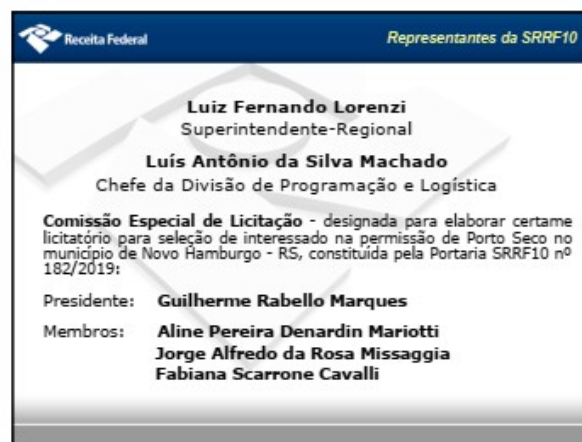 Receita Federal
Representantes da SRRF10
Luiz Fernando Lorenzi
Superintendente-Regional
Luís Antônio da Silva Machado
Chefe da Divisão de Programação e Logística
Comissão Especial de Licitação - designada para elaborar certame
licitatório para seleção de interessado na permissão de Porto Seco no
município de Novo Hamburgo - RS, constituída pela Portaria SRRF10 nº
182/2019:
Presidente: Guilherme Rabello Marques
Membros: Aline Pereira Denardin Mariotti
Jorge Alfredo da Rosa Missaggia
Fabiana Scarrone Cavalli